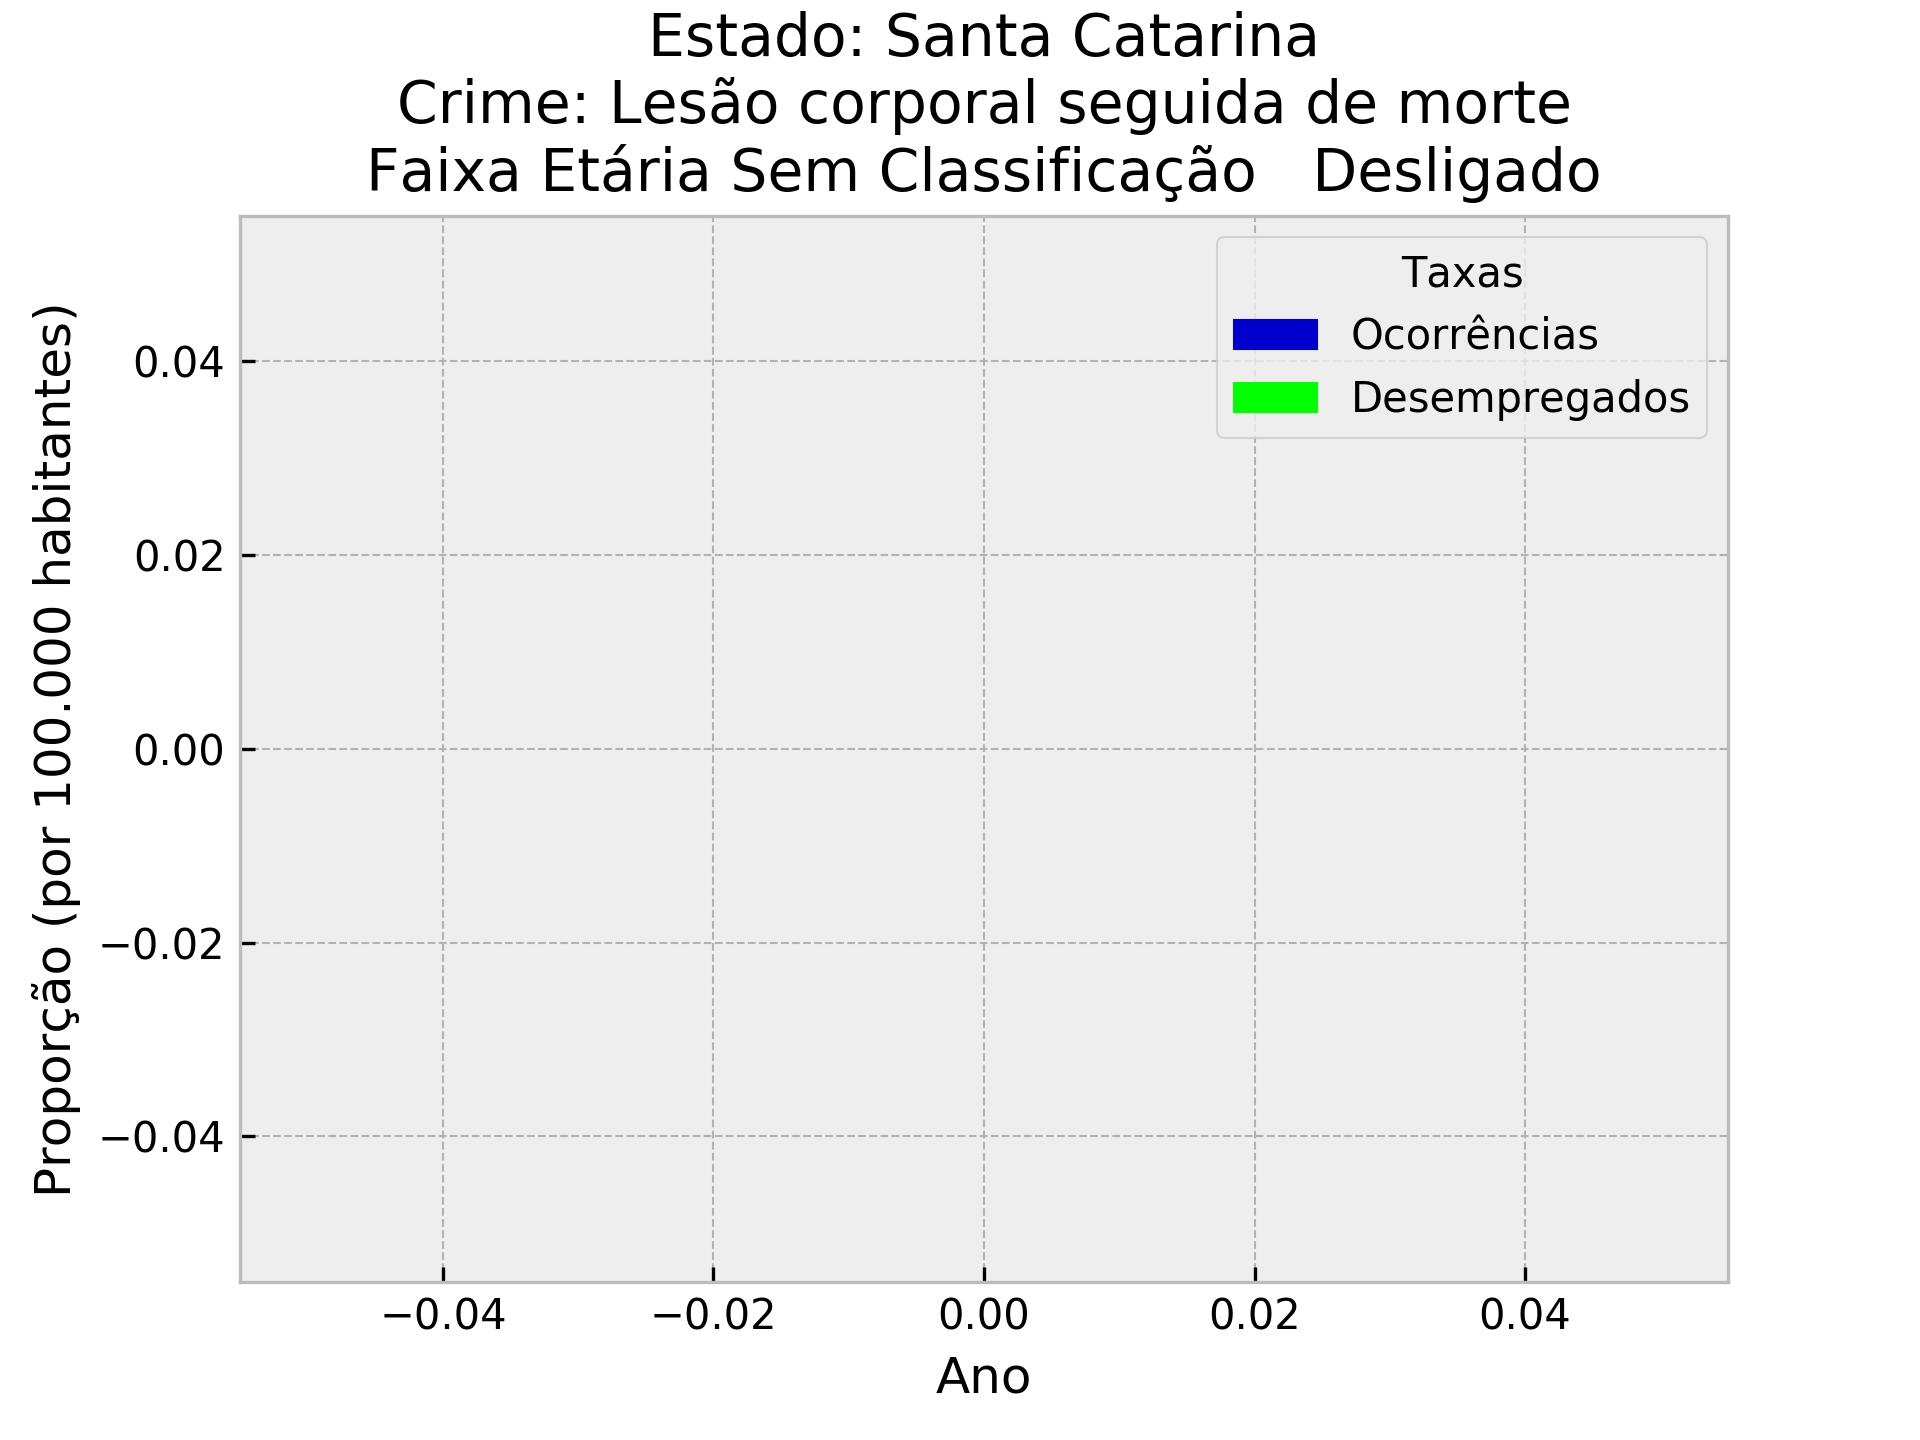 Estado: Santa Catarina
Crime: Lesão corporal seguida de morte
Faixa Etária Sem Classificação   Desligado
Taxas
Ocorrências
Desempregados
Proporção (por 100.000 habitantes)
0.04
0.02
0.00
−0.02
−0.04
−0.04
−0.02
0.00
0.02
0.04
Ano